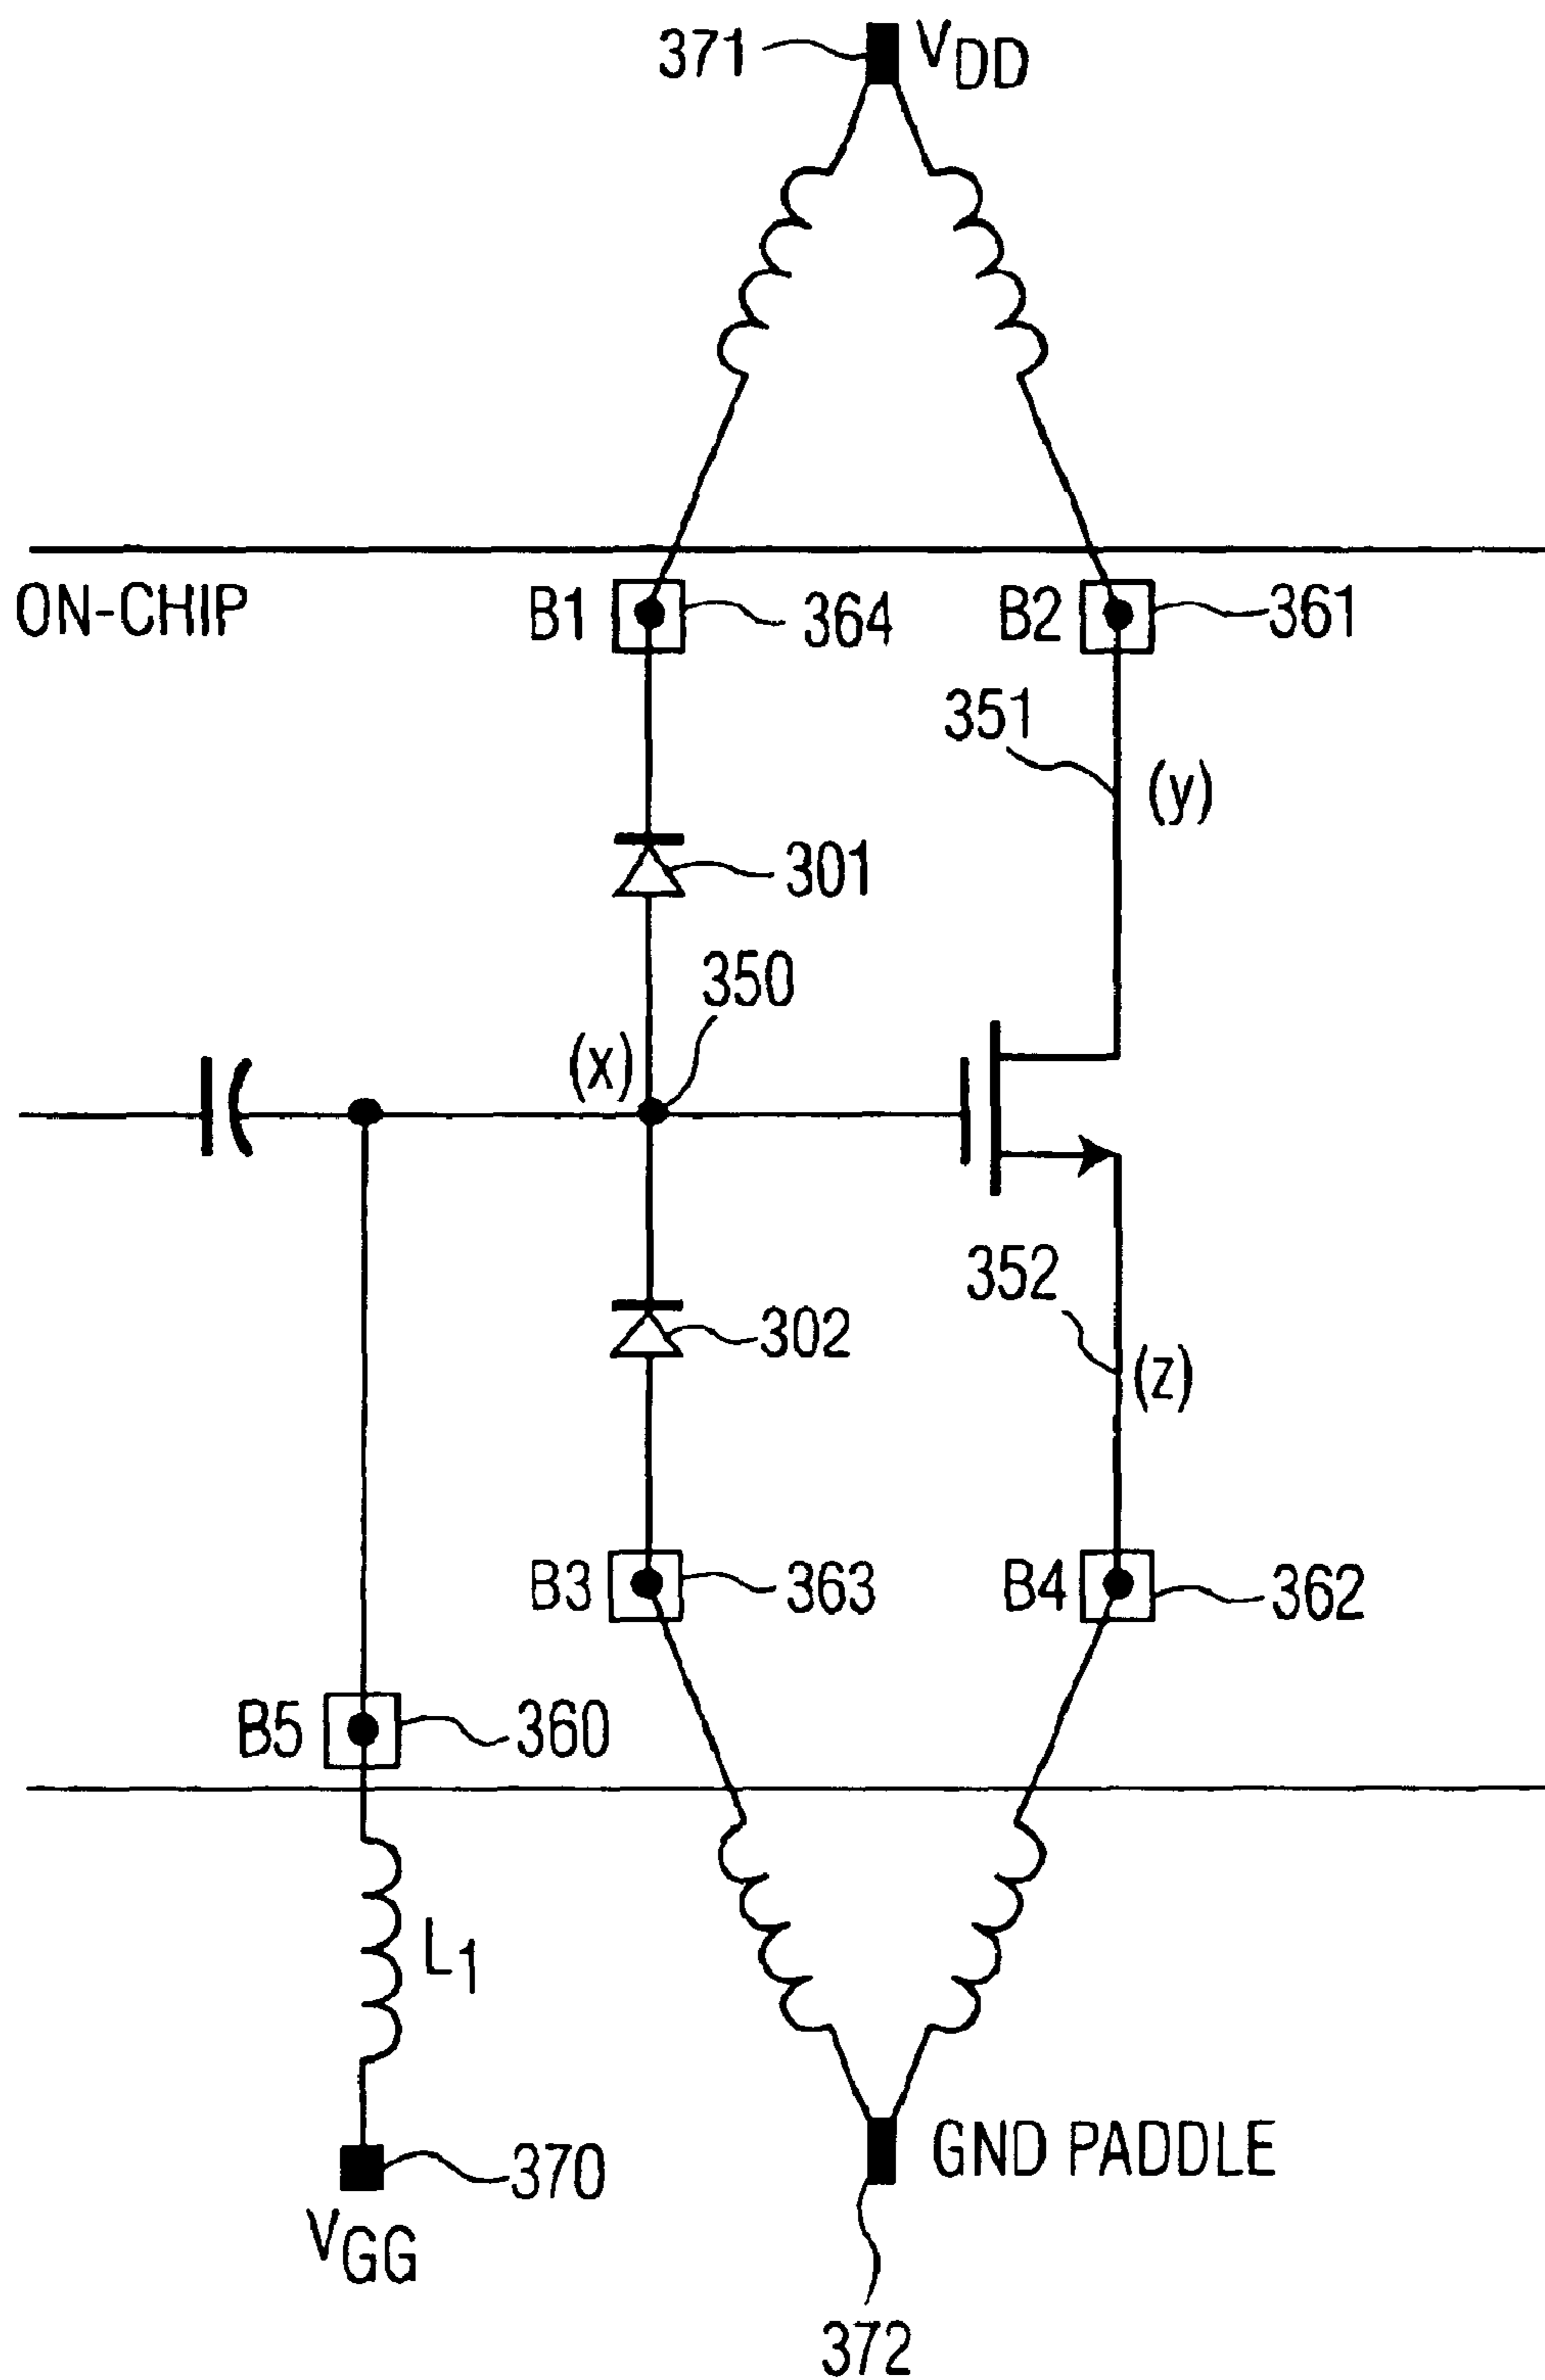 371
VDD
ON-CHIP
B1
364
B2
361
351
(y)
301
350
(x)
352
302
(z)
B3
363
B4
362
B5
360
L1
370
GND PADDLE
VGG
372